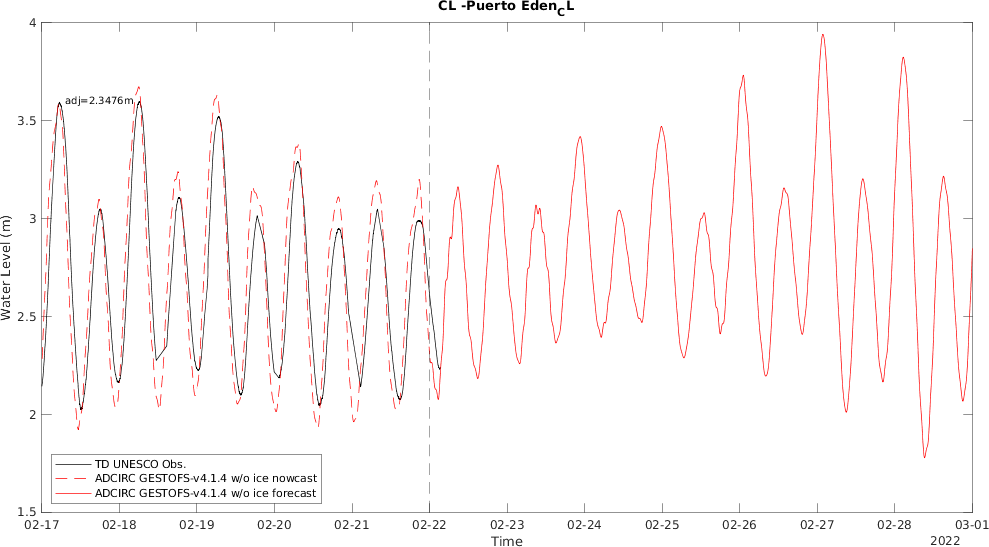 CL -Puerto Eden_CL
4
3.5
3
2.5
2
1.5
Water Level (m)
adj=2.3476m
TD UNESCO Obs.
ADCIRC GESTOFS-v4.1.4 w/o ice nowcast
ADCIRC GESTOFS-v4.1.4 w/o ice forecast
02-17 02-18 02-19 02-20 02-21 02-22 02-23 02-24 02-25 02-26 02-27 02-28 03-01
Time
2022